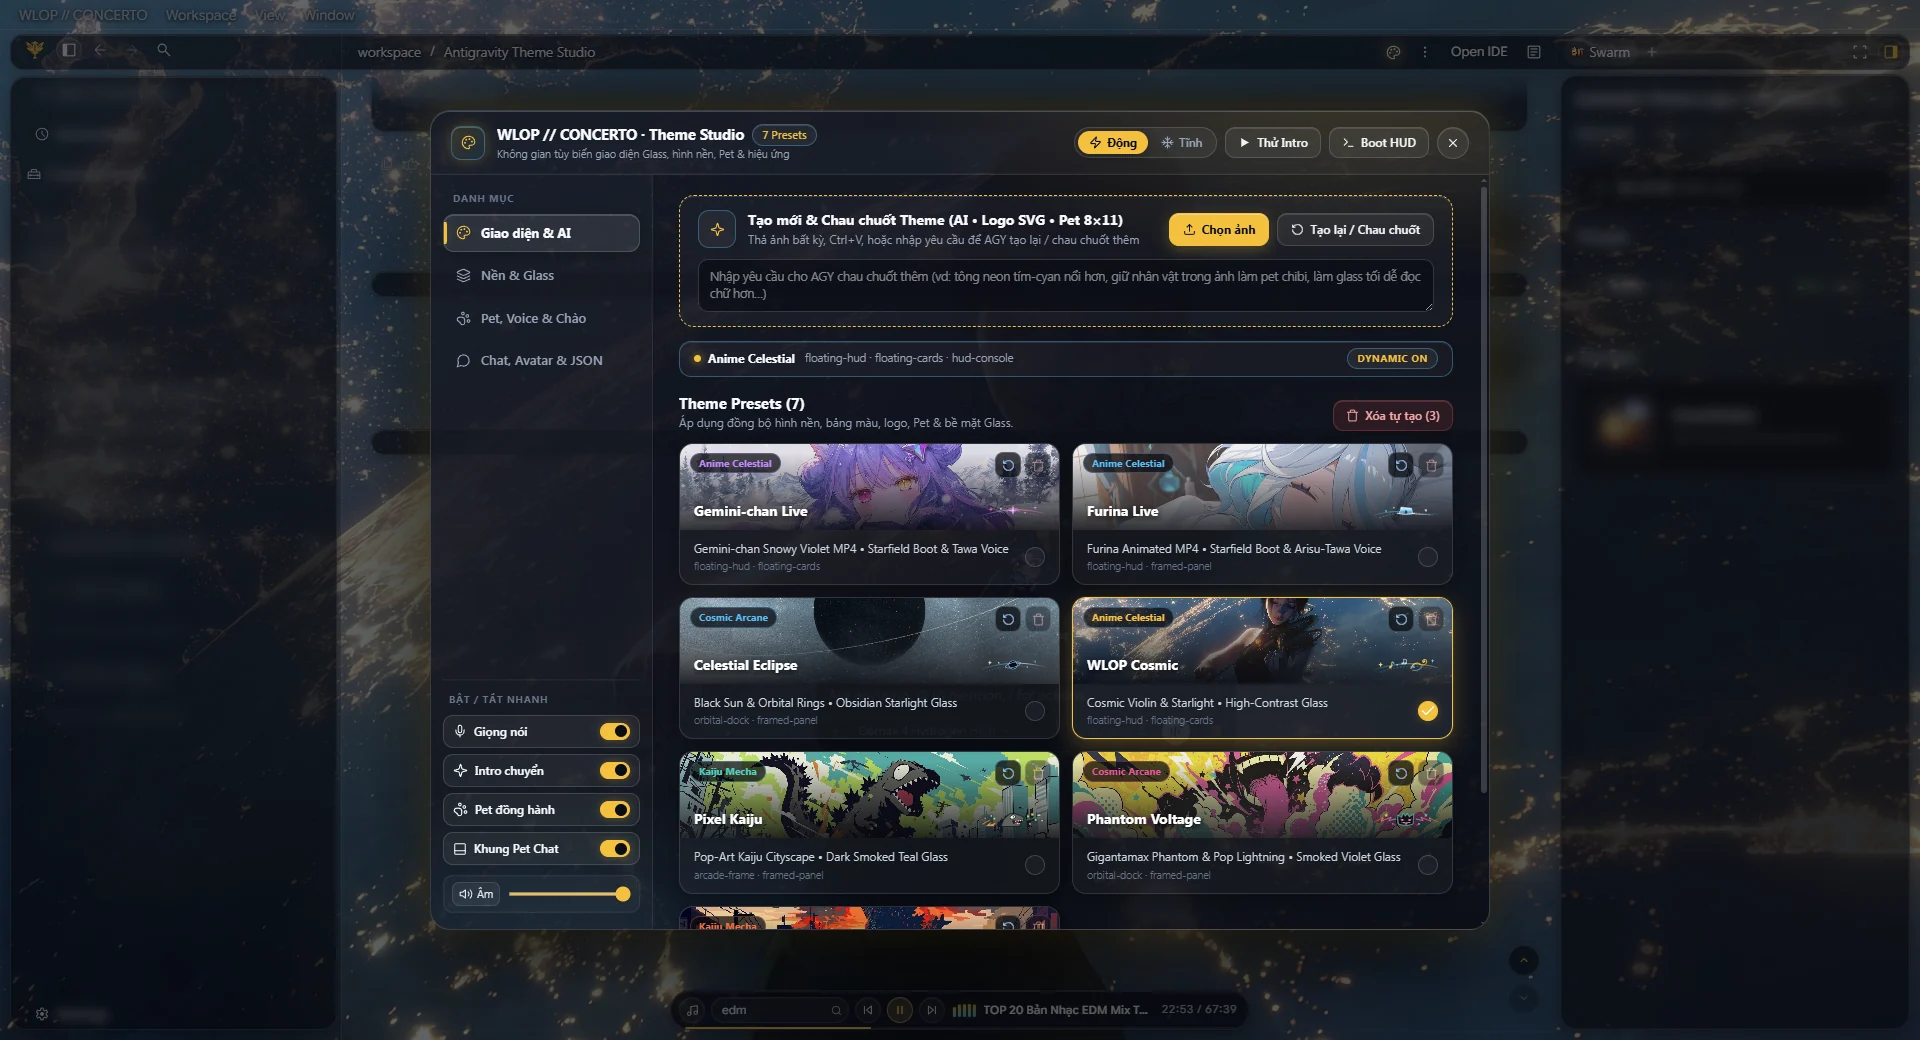 WLOP // CONCERTO Workspace View Window
workspace / Antigravity Theme Studio
Open IDE
Swarm
WLOP // CONCERTO · Theme Studio
7 Presets
Không gian tùy biến giao diện Glass, hình nền, Pet & hiệu ứng
Động
Tĩnh
Thử Intro
Boot HUD
DANH MỤC
Giao diện & AI
Nền & Glass
Pet, Voice & Chào
Chat, Avatar & JSON
BẬT / TẮT NHANH
Giọng nói
Intro chuyển
Pet đồng hành
Khung Pet Chat
Âm
Tạo mới & Chau chuốt Theme (AI • Logo SVG • Pet 8×11)
Thả ảnh bất kỳ, Ctrl+V, hoặc nhập yêu cầu để AGY tạo lại / chau chuốt thêm
Chọn ảnh
Tạo lại / Chau chuốt
Nhập yêu cầu cho AGY chau chuốt thêm (vd: tông neon tím-cyan nổi hơn, giữ nhân vật trong ảnh làm pet chibi, làm glass tối dễ đọc
chữ hơn...)
Anime Celestial floating-hud · floating-cards · hud-console
DYNAMIC ON
Theme Presets (7)
Áp dụng đồng bộ hình nền, bảng màu, logo, Pet & bề mặt Glass.
Xóa tự tạo (3)
Anime Celestial
Gemini-chan Live
Gemini-chan Snowy Violet MP4 • Starfield Boot & Tawa Voice
floating-hud · floating-cards
Anime Celestial
Furina Live
Furina Animated MP4 • Starfield Boot & Arisu-Tawa Voice
floating-hud · framed-panel
Cosmic Arcane
Celestial Eclipse
Black Sun & Orbital Rings • Obsidian Starlight Glass
orbital-dock · framed-panel
Anime Celestial
WLOP Cosmic
Cosmic Violin & Starlight • High-Contrast Glass
floating-hud · floating-cards
Kaiju Mecha
Pixel Kaiju
Pop-Art Kaiju Cityscape • Dark Smoked Teal Glass
arcade-frame · framed-panel
Cosmic Arcane
Phantom Voltage
Gigantamax Phantom & Pop Lightning • Smoked Violet Glass
orbital-dock · framed-panel
Kaiju Mecha
edm
TOP 20 Bản Nhạc EDM Mix T...
22:53 / 67:39